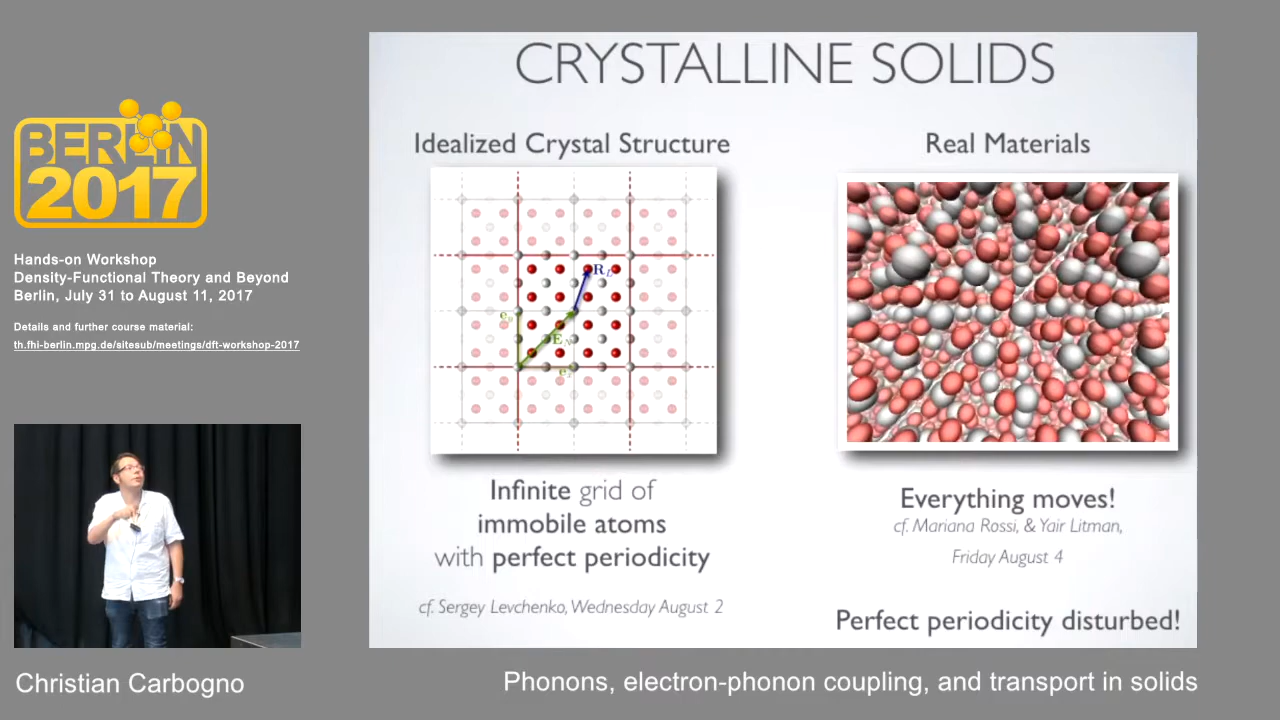 BERLIN
2017
Hands-on Workshop
Density-Functional Theory and Beyond
Berlin, July 31 to August 11, 2017
Details and further course material:
th.fhi-berlin.mpg.de/sitesub/meetings/dft-workshop-2017
CRYSTALLINE SOLIDS
Idealized Crystal Structure
R_L
E_N
Infinite grid of
immobile atoms
with perfect periodicity
cf. Sergey Levchenko, Wednesday August 2
Real Materials
Everything moves!
cf. Mariana Rossi, & Yair Litman,
Friday August 4
Perfect periodicity disturbed!
Christian Carbogno
Phonons, electron-phonon coupling, and transport in solids